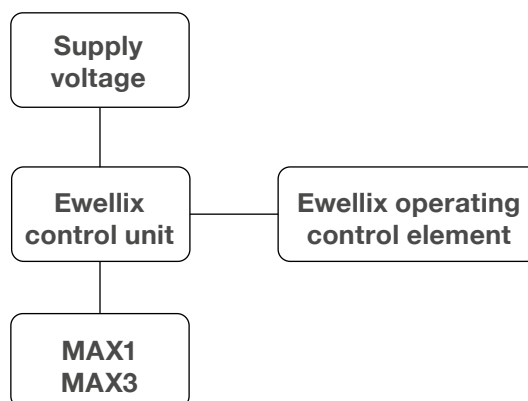 Supply
voltage
Ewellix
control unit
Ewellix operating
control element
MAX1
MAX3